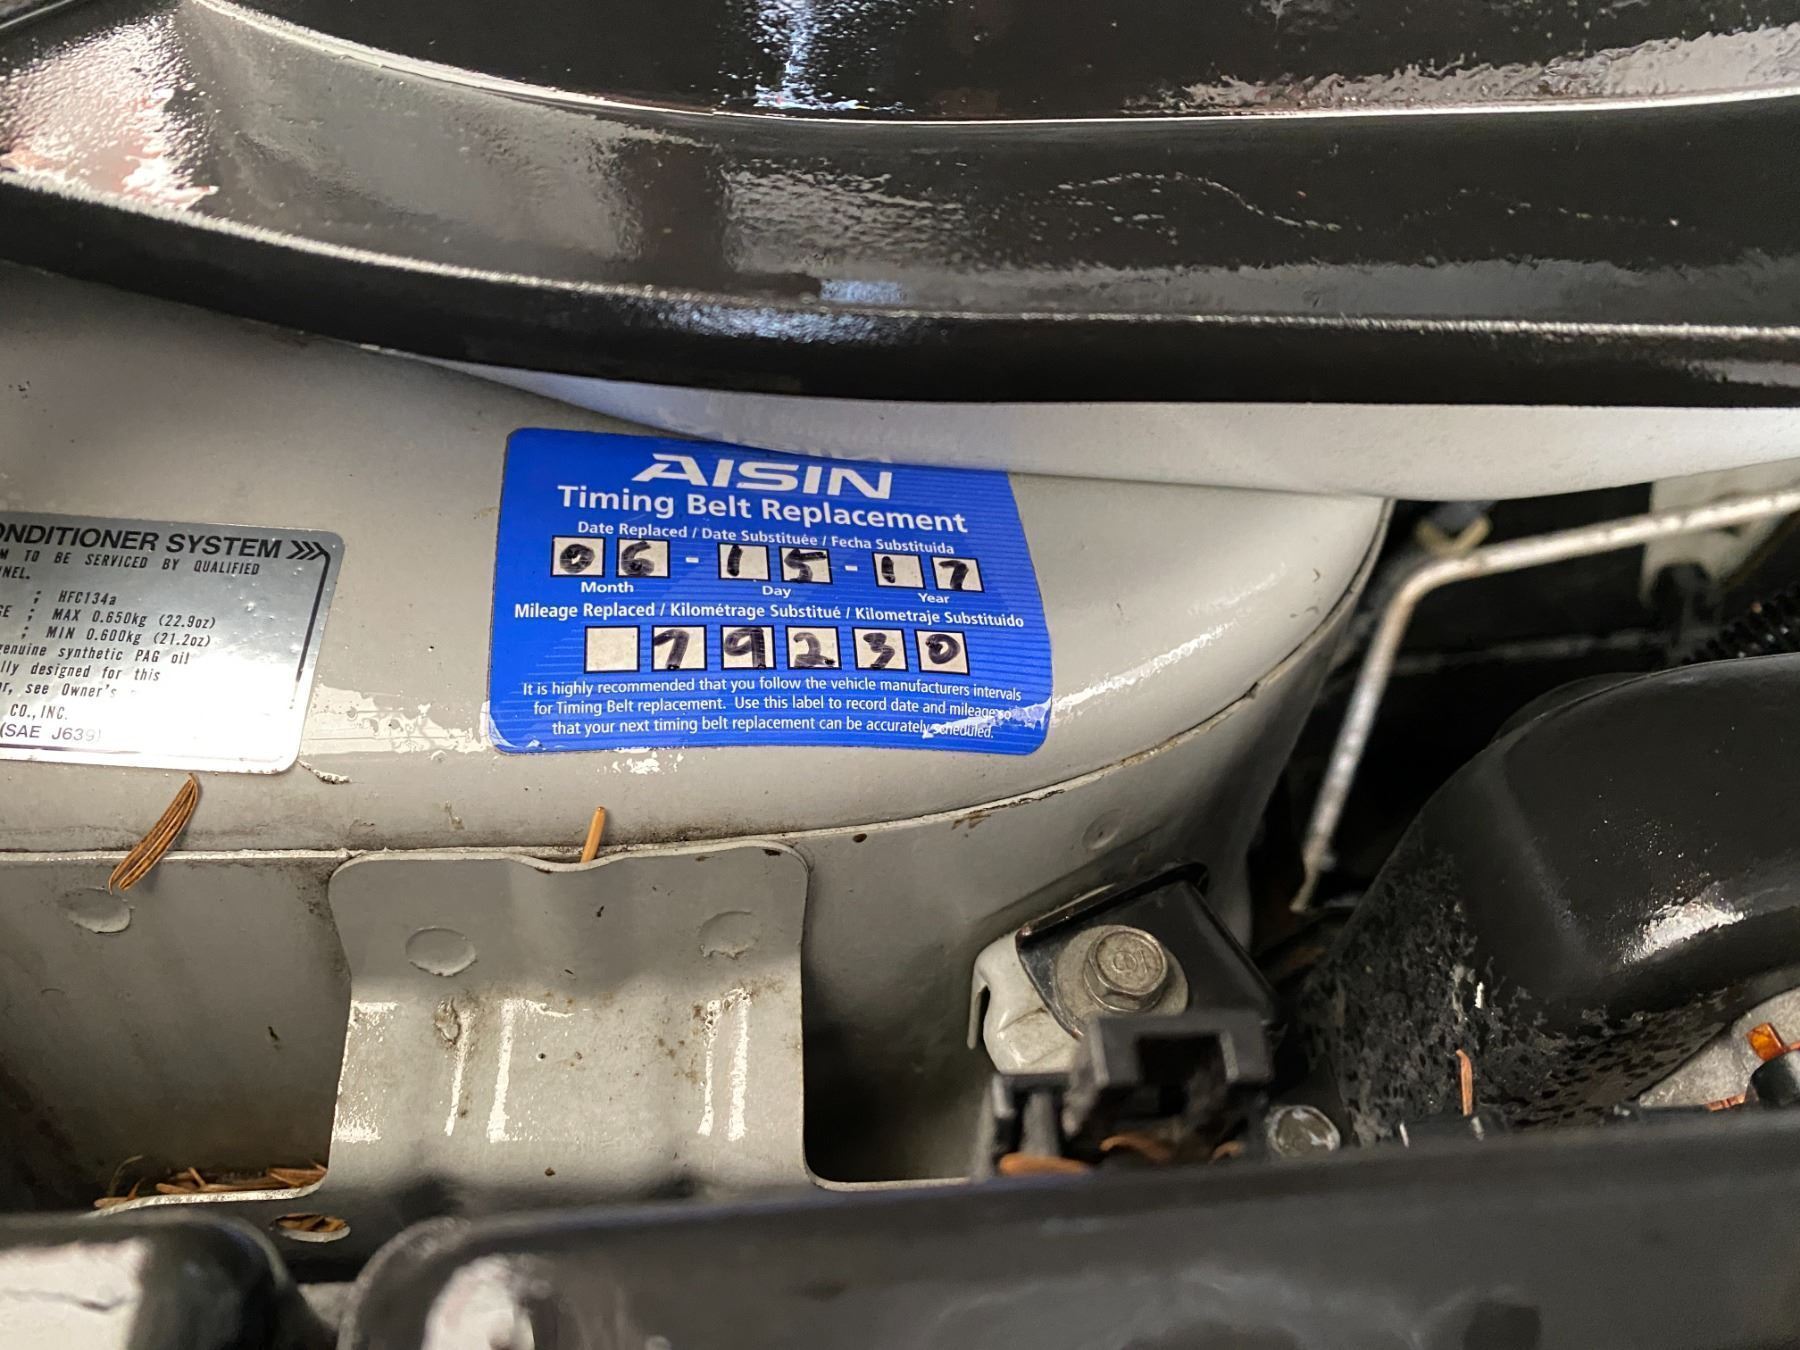 AISIN
Timing Belt Replacement
Date Replaced / Date Substituée / Fecha Substituida
06-15-17
Month Day Year
Mileage Replaced / Kilométrage Substitué / Kilometraje Substituido
79230
It is highly recommended that you follow the vehicle manufacturers intervals
for Timing Belt replacement. Use this label to record date and mileage so
that your next timing belt replacement can be accurately scheduled.
ONDITIONER SYSTEM >>>
M TO BE SERVICED BY QUALIFIED
NEL.
; HFC134a
GE ; MAX 0.650kg (22.9oz)
; MIN 0.600kg (21.2oz)
genuine synthetic PAG oil
lly designed for this
or, see Owner's
CO., INC.
(SAE J639)
9